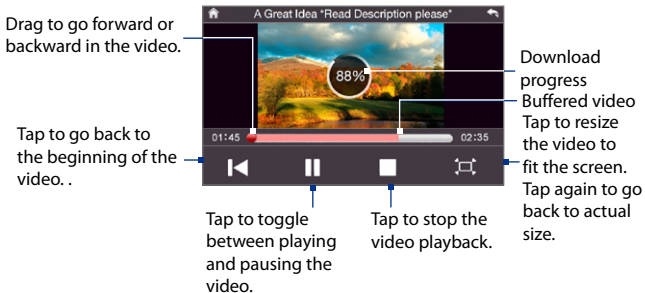 Drag to go forward or
backward in the video.
A Great Idea *Read Description please*
88%
Download
progress
Buffered video
01:45
02:35
Tap to go back to
the beginning of the
video. .
Tap to resize
the video to
fit the screen.
Tap again to go
back to actual
size.
Tap to toggle
between playing
and pausing the
video.
Tap to stop the
video playback.